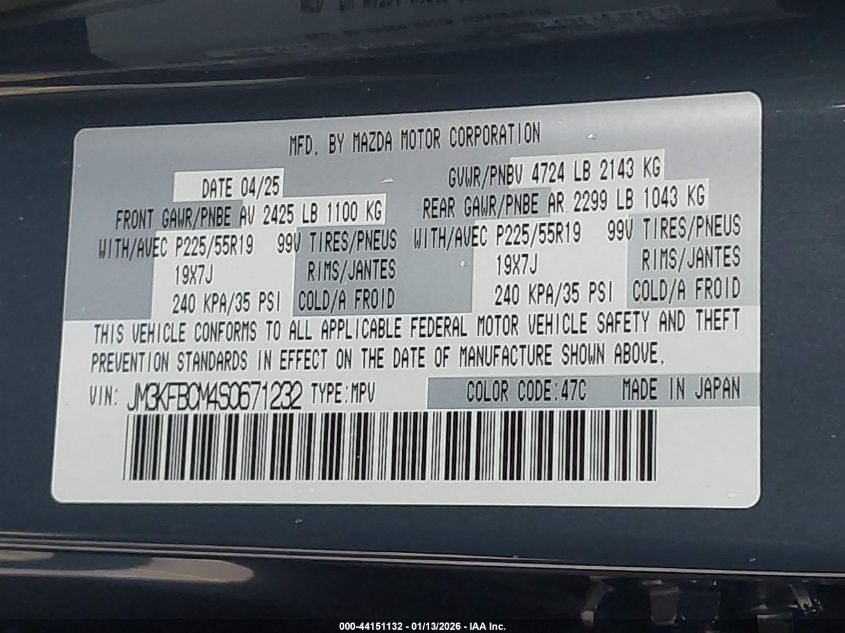 MFD. BY MAZDA MOTOR CORPORATION
DATE 04/25
GVWR/PNBV 4724 LB 2143 KG
FRONT GAWR/PNBE AV 2425 LB 1100 KG
REAR GAWR/PNBE AR 2299 LB 1043 KG
WITH/AVEC P225/55R19 99V TIRES/PNEUS
WITH/AVEC P225/55R19 99V TIRES/PNEUS
19X7J RIMS/JANTES
19X7J RIMS/JANTES
240 KPA/35 PSI COLD/A FROID
240 KPA/35 PSI COLD/A FROID
THIS VEHICLE CONFORMS TO ALL APPLICABLE FEDERAL MOTOR VEHICLE SAFETY AND THEFT
PREVENTION STANDARDS IN EFFECT ON THE DATE OF MANUFACTURE SHOWN ABOVE.
VIN: JM3KFBCM4S0671232 TYPE:MPV COLOR CODE:47C MADE IN JAPAN
000-44151132 - 01/13/2026 - IAA Inc.